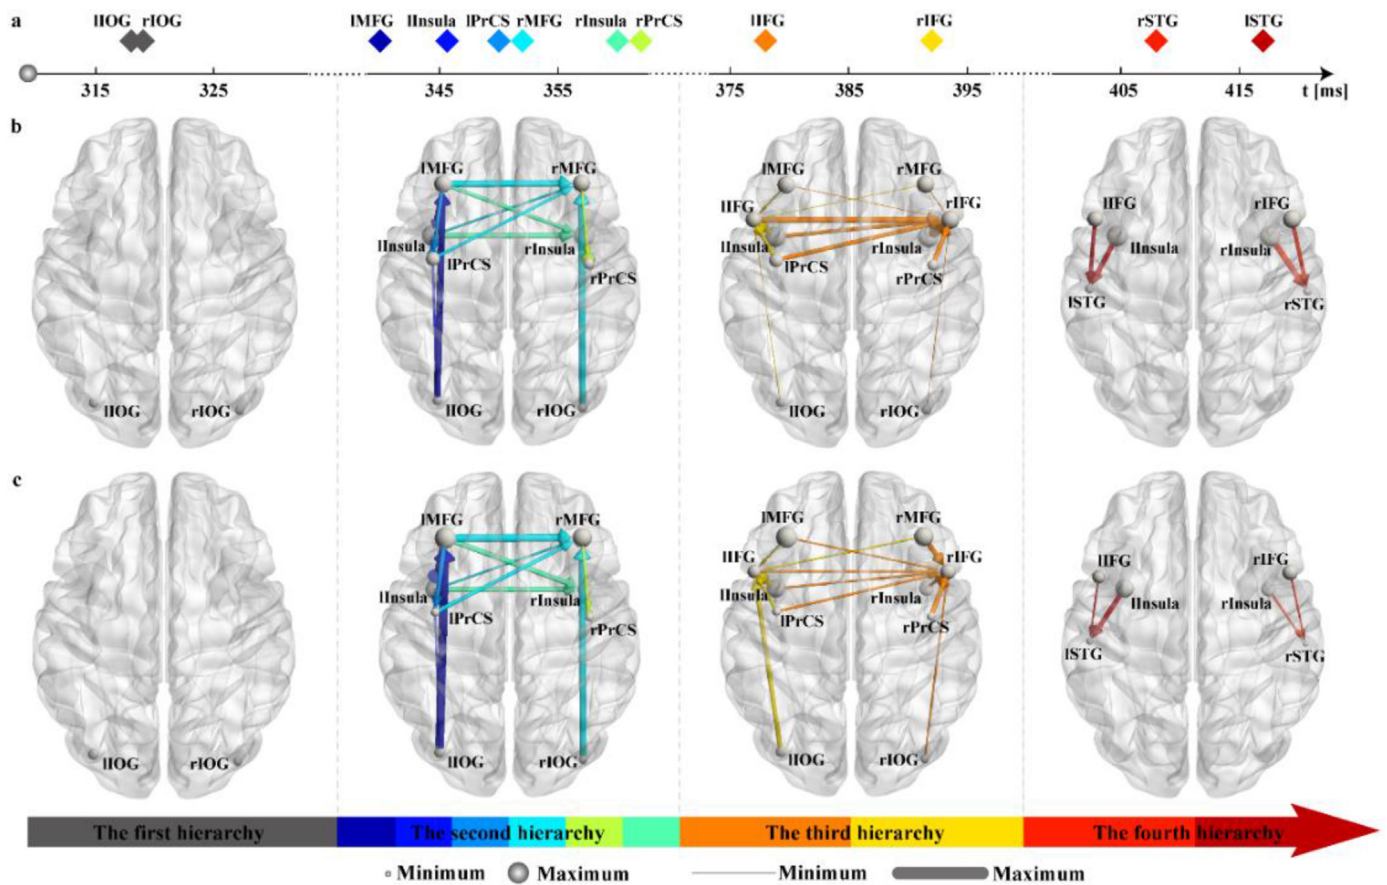 a
lIOG rIOG lMFG lInsula lPrCS rMFG rInsula rPrCS lIFG rIFG rSTG lSTG
315 325 345 355 375 385 395 405 415 t [ms]
b
lMFG rMFG lMFG rMFG
lIFG rIFG lIFG rIFG
lInsula rInsula lInsula rInsula lInsula rInsula
lPrCS rPrCS lPrCS rPrCS
lSTG rSTG
lIOG rIOG lIOG rIOG lIOG rIOG
c
lMFG rMFG lMFG rMFG
lIFG rIFG lIFG rIFG
lInsula rInsula lInsula rInsula lInsula rInsula
lPrCS rPrCS lPrCS rPrCS
lSTG rSTG
lIOG rIOG lIOG rIOG lIOG rIOG
The first hierarchy The second hierarchy The third hierarchy The fourth hierarchy
Minimum Maximum Minimum Maximum